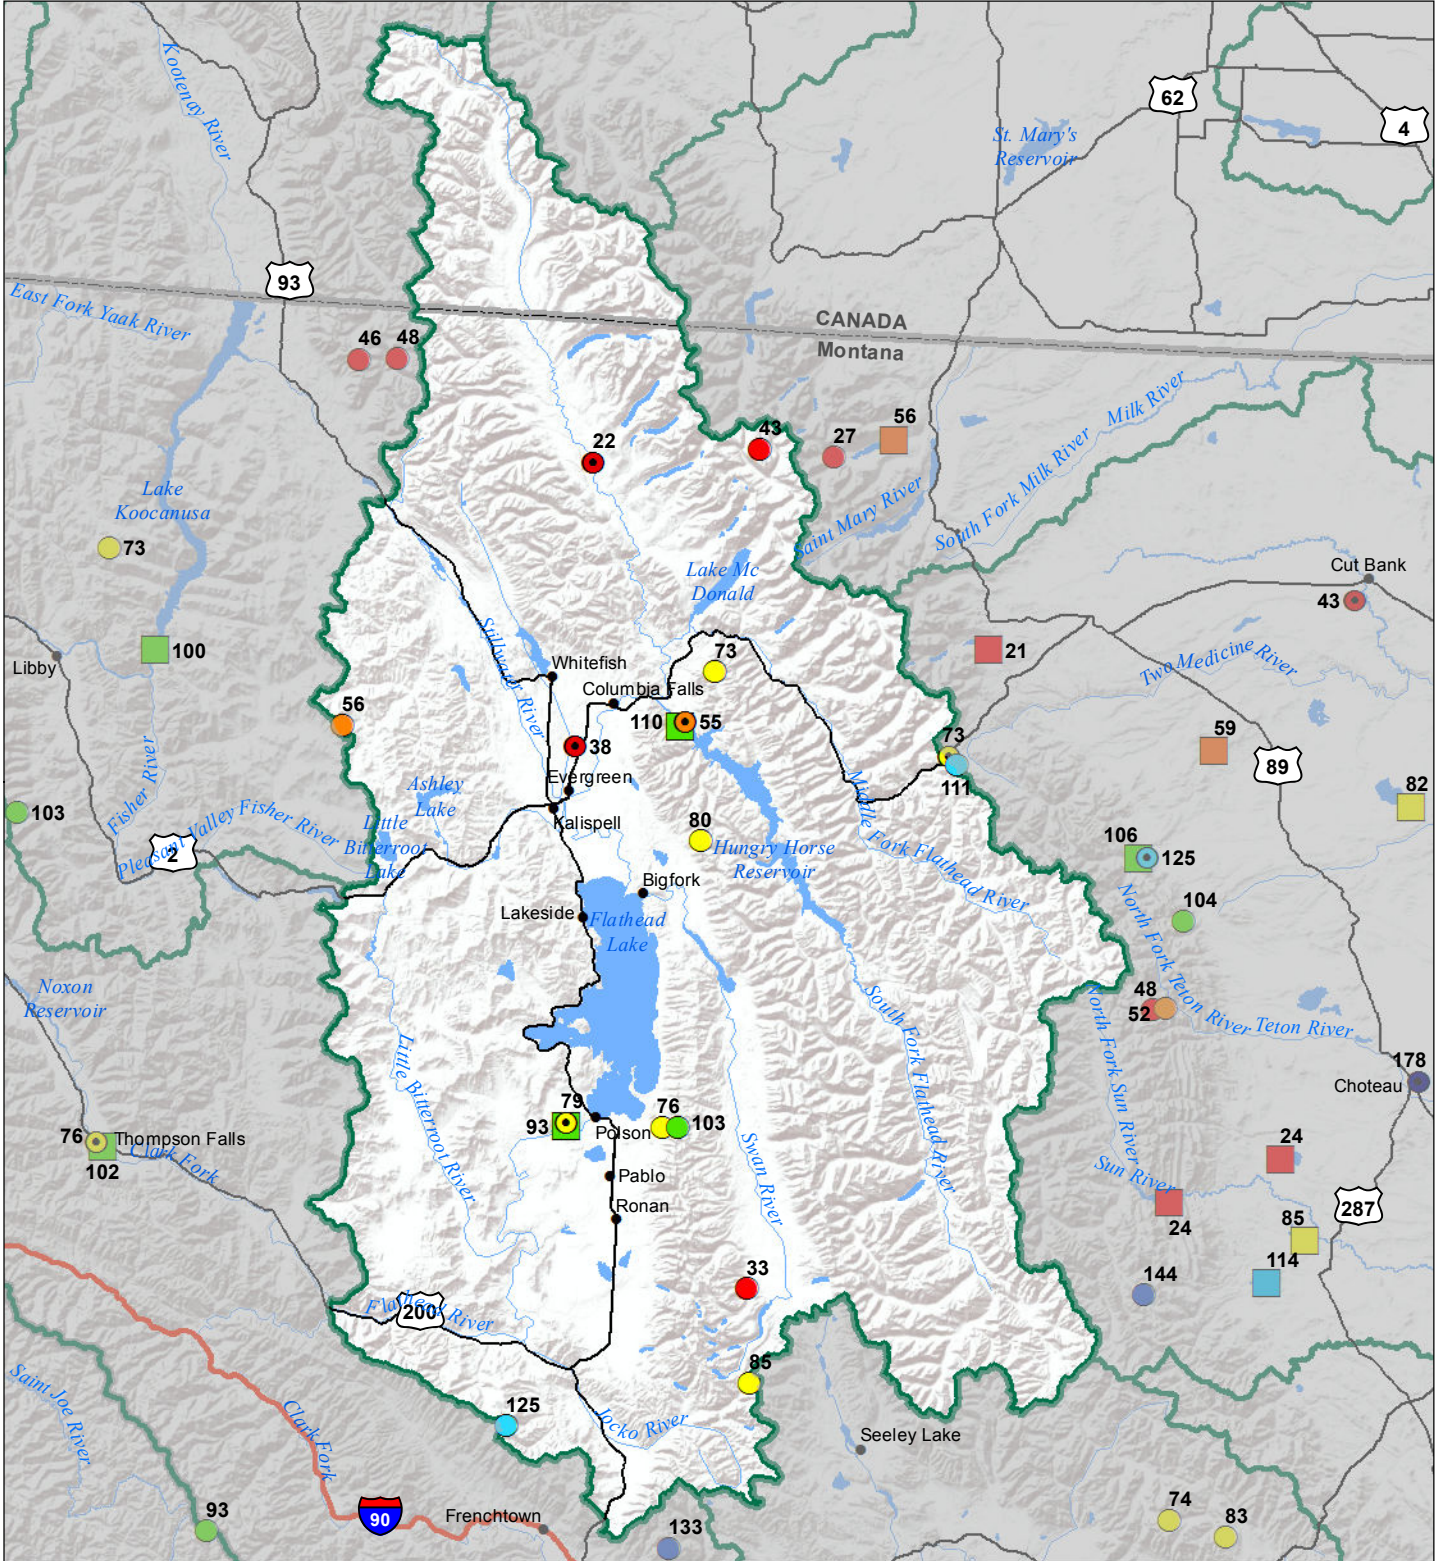 62
4
Kootenay River
St. Mary's
Reservoir
93
East Fork Yaak River
CANADA
Montana
46
48
22
43
27
56
Milk River
South Fork Milk River
Saint Mary River
Lake
Koocanusa
73
Lake Mc
Donald
Cut Bank
43
Libby
100
Stillwater River
Whitefish
Columbia Falls
73
21
Two Medicine River
56
110
55
38
73
111
59
89
82
Evergreen
Ashley
Lake
Kalispell
Little
Bitterroot
Lake
103
Fisher River
Pleasant Valley Fisher River
2
80
Hungry Horse
Reservoir
Middle Fork Flathead River
106
125
104
Bigfork
Lakeside
Flathead
Lake
North Fork Teton River
Teton River
48
52
North Fork Sun River
Noxon
Reservoir
South Fork Flathead River
Little Bitterroot River
178
Choteau
79
93
76
103
Polson
76
Thompson Falls
102
Clark Fork
Swan River
Pablo
Ronan
24
Sun River
24
287
85
114
144
33
Flathead River
200
85
125
Jocko River
Saint Joe River
Clark Fork
Seeley Lake
93
90
Frenchtown
133
74
83